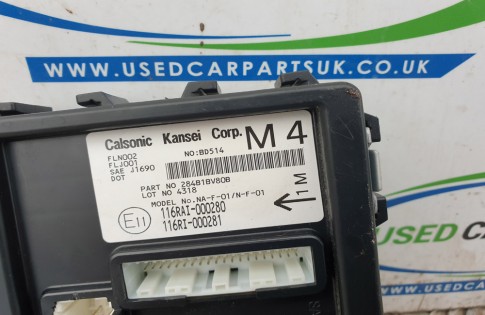 WWW.USEDCARPARTSUK.CO.UK
Calsonic Kansei Corp. M 4
FLN002 NO:BD514
FLJ001
SAE J1690
DOT
PART NO 284B1BV80B
LOT NO 4318
MODEL No.NA-F-01/N-F-01
116RAI-000280
116RI-000281
E11
1M
USED CAR